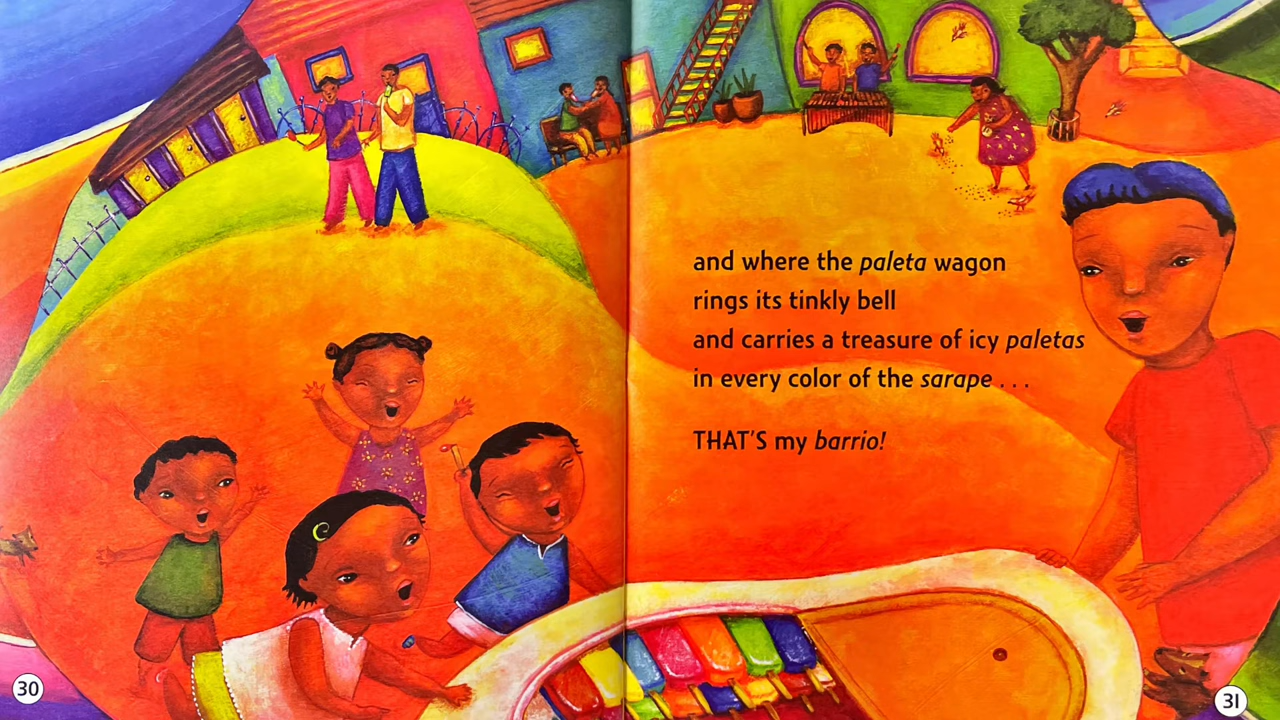 and where the paleta wagon
rings its tinkly bell
and carries a treasure of icy paletas
in every color of the sarape . . .
THAT'S my barrio!
30
31